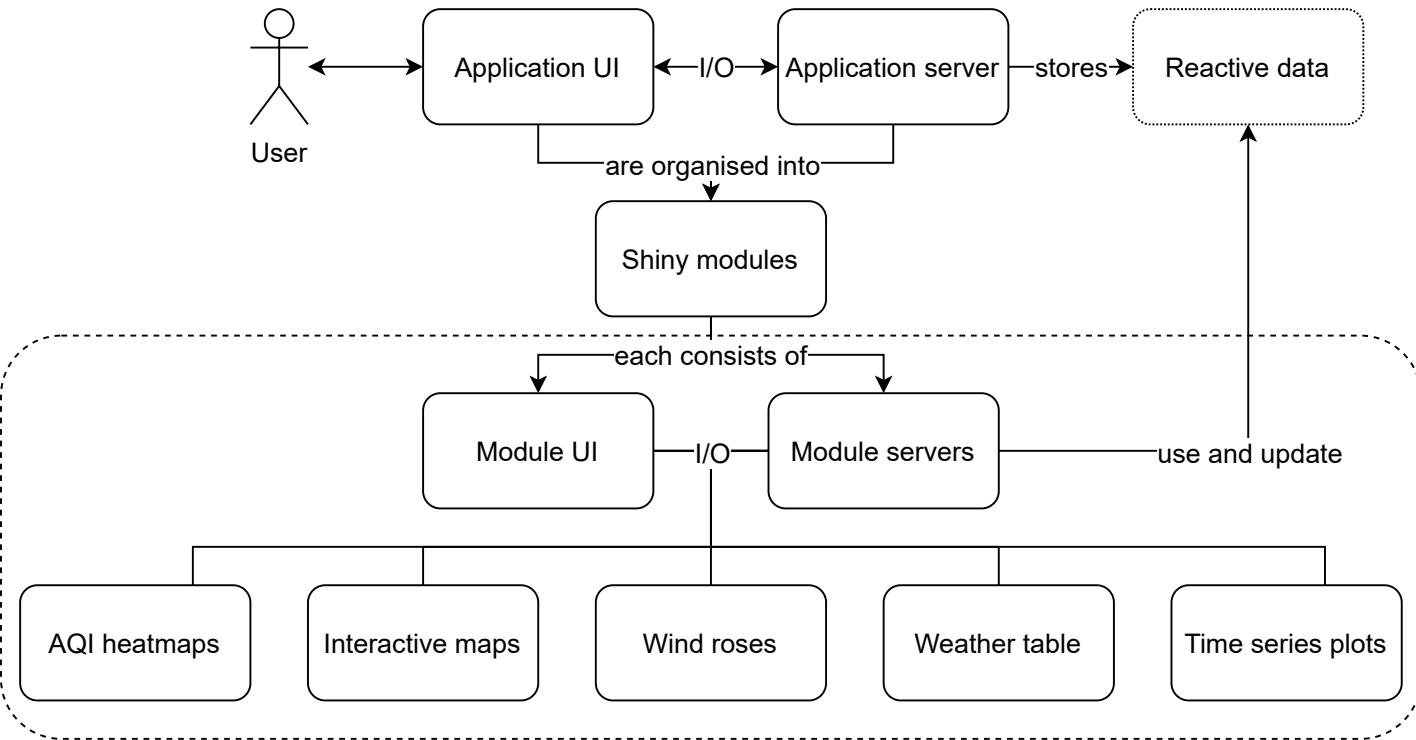 Application UI
I/O
Application server
stores
Reactive data
User
are organised into
Shiny modules
each consists of
Module UI
I/O
Module servers
use and update
AQI heatmaps
Interactive maps
Wind roses
Weather table
Time series plots